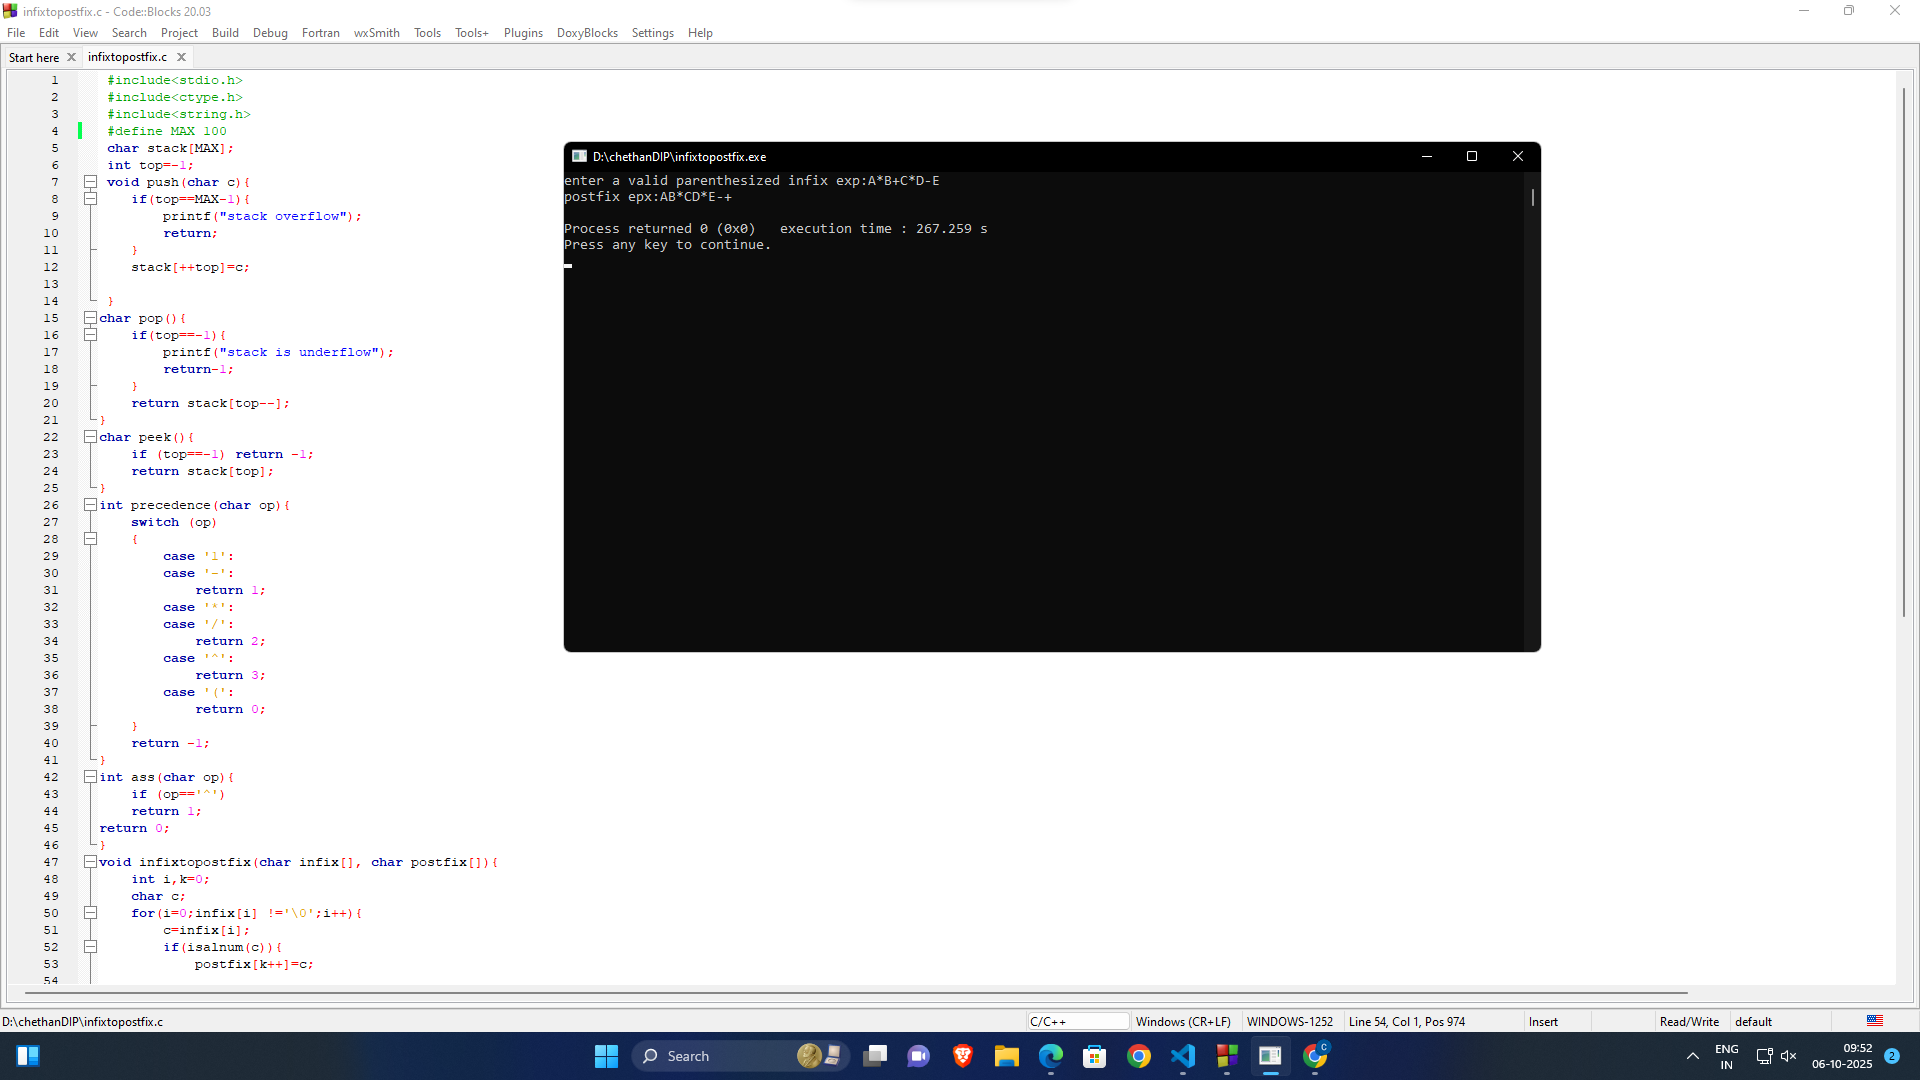 infixtopostfix.c - Code::Blocks 20.03
File Edit View Search Project Build Debug Fortran wxSmith Tools Tools+ Plugins DoxyBlocks Settings Help
Start here infixtopostfix.c
1 #include<stdio.h>
2 #include<ctype.h>
3 #include<string.h>
4 #define MAX 100
5 char stack[MAX];
6 int top=-1;
7 void push(char c){
8 if(top==MAX-1){
9 printf("stack overflow");
10 return;
11 }
12 stack[++top]=c;
13
14 }
15 char pop(){
16 if(top==-1){
17 printf("stack is underflow");
18 return-1;
19 }
20 return stack[top--];
21 }
22 char peek(){
23 if (top==-1) return -1;
24 return stack[top];
25 }
26 int precedence(char op){
27 switch (op)
28 {
29 case '1':
30 case '-':
31 return 1;
32 case '*':
33 case '/':
34 return 2;
35 case '^':
36 return 3;
37 case '(':
38 return 0;
39 }
40 return -1;
41 }
42 int ass(char op){
43 if (op=='^')
44 return 1;
45 return 0;
46 }
47 void infixtopostfix(char infix[], char postfix[]){
48 int i,k=0;
49 char c;
50 for(i=0;infix[i] !='\0';i++){
51 c=infix[i];
52 if(isalnum(c)){
53 postfix[k++]=c;
54
D:\chethanDIP\infixtopostfix.exe
enter a valid parenthesized infix exp:A*B+C*D-E
postfix epx:AB*CD*E-+
Process returned 0 (0x0) execution time : 267.259 s
Press any key to continue.
D:\chethanDIP\infixtopostfix.c C/C++ Windows (CR+LF) WINDOWS-1252 Line 54, Col 1, Pos 974 Insert Read/Write default
Search
C
ENG
IN
09:52
06-10-2025
2